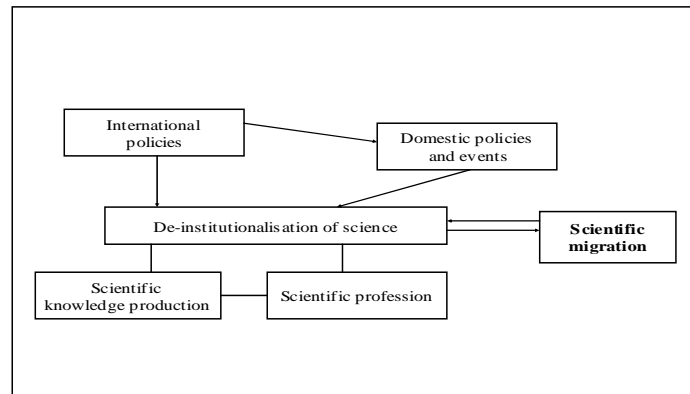 International
policies
Domestic policies
and events
De-institutionalisation of science
Scientific
migration
Scientific
knowledge production
Scientific profession